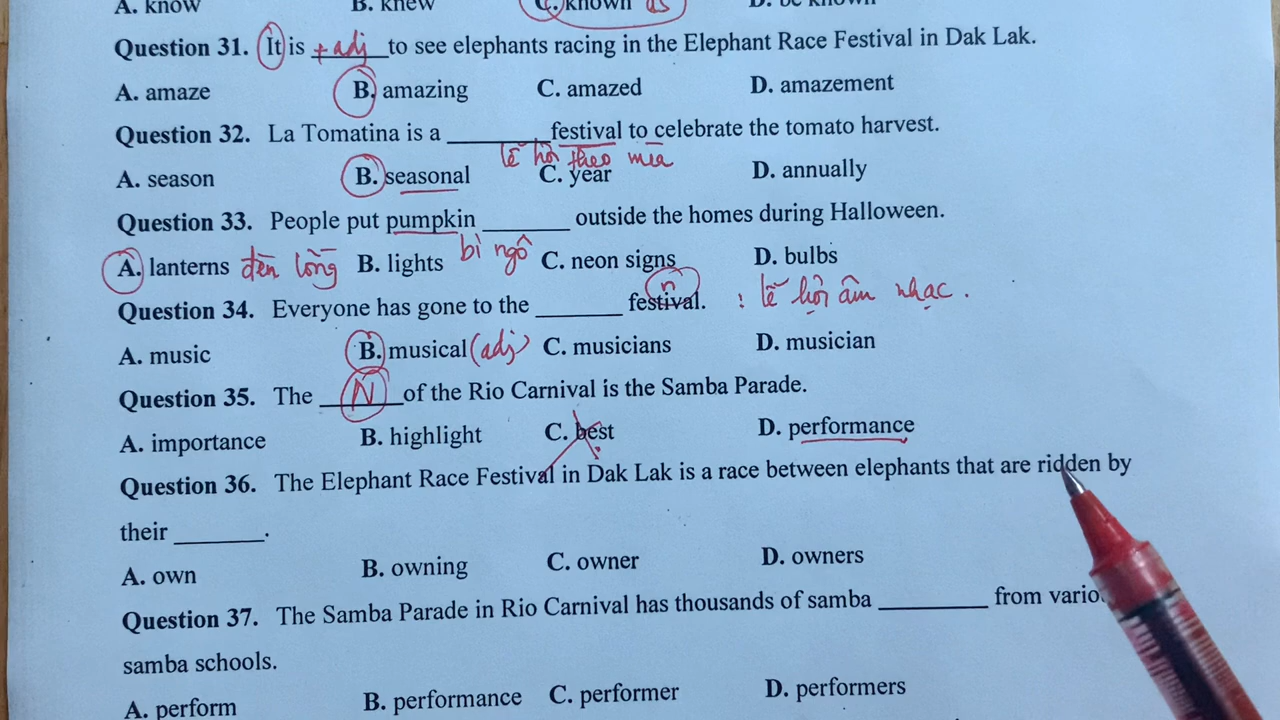 A. know B. knew C. known as D. be known
Question 31. It is + adj to see elephants racing in the Elephant Race Festival in Dak Lak.
A. amaze B. amazing C. amazed D. amazement
Question 32. La Tomatina is a ________ festival to celebrate the tomato harvest.
lễ hội theo mùa
A. season B. seasonal C. year D. annually
Question 33. People put pumpkin ________ outside the homes during Halloween.
bí ngô
A. lanterns đèn lồng B. lights C. neon signs D. bulbs
n
Question 34. Everyone has gone to the ________ festival. : lễ hội âm nhạc.
A. music B. musical (adj) C. musicians D. musician
Question 35. The N of the Rio Carnival is the Samba Parade.
A. importance B. highlight C. best D. performance
Question 36. The Elephant Race Festival in Dak Lak is a race between elephants that are ridden by
their ________.
A. own B. owning C. owner D. owners
Question 37. The Samba Parade in Rio Carnival has thousands of samba ________ from vario
samba schools.
A. perform B. performance C. performer D. performers